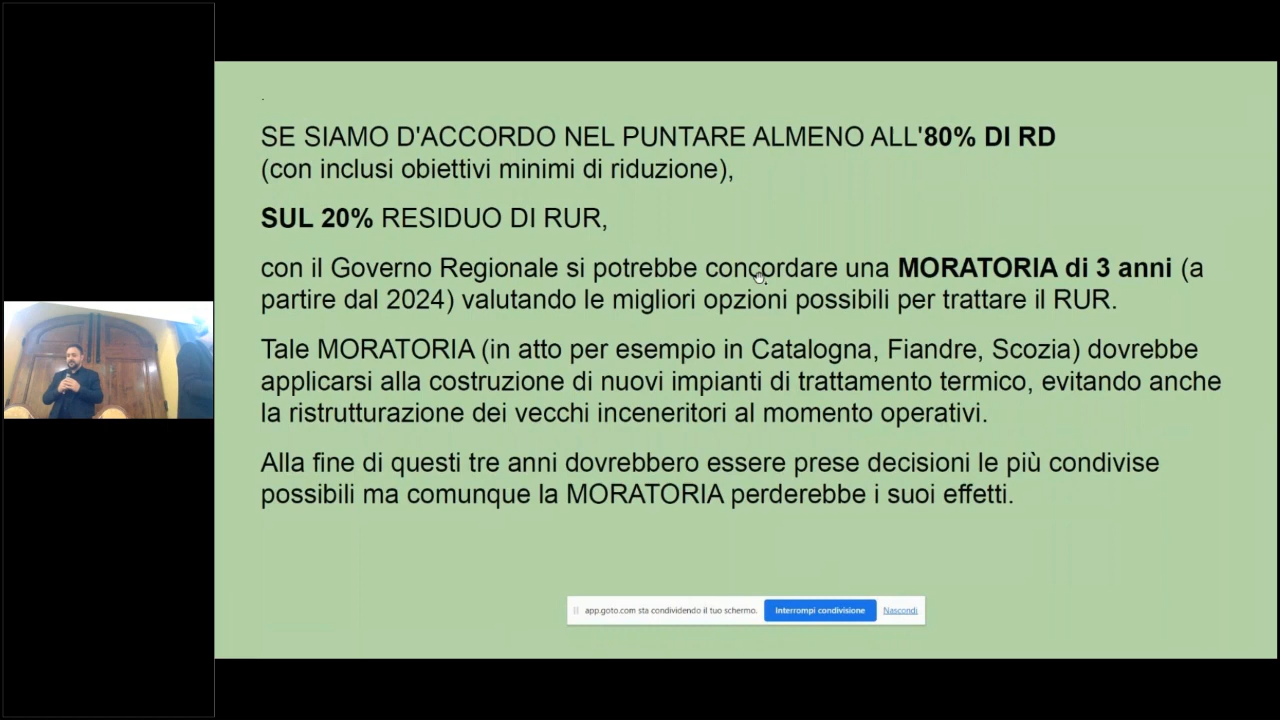 SE SIAMO D'ACCORDO NEL PUNTARE ALMENO ALL'80% DI RD
(con inclusi obiettivi minimi di riduzione),
SUL 20% RESIDUO DI RUR,
con il Governo Regionale si potrebbe concordare una MORATORIA di 3 anni (a
partire dal 2024) valutando le migliori opzioni possibili per trattare il RUR.
Tale MORATORIA (in atto per esempio in Catalogna, Fiandre, Scozia) dovrebbe
applicarsi alla costruzione di nuovi impianti di trattamento termico, evitando anche
la ristrutturazione dei vecchi inceneritori al momento operativi.
Alla fine di questi tre anni dovrebbero essere prese decisioni le più condivise
possibili ma comunque la MORATORIA perderebbe i suoi effetti.
app.goto.com sta condividendo il tuo schermo. Interrompi condivisione Nascondi